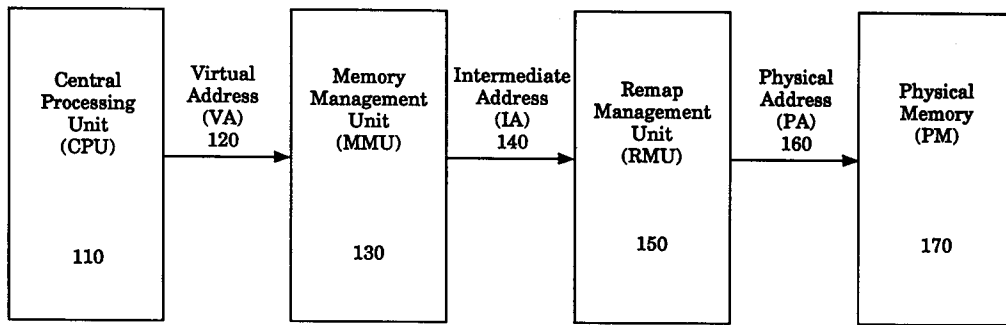 Central
Processing
Unit
(CPU)
110
Virtual
Address
(VA)
120
Memory
Management
Unit
(MMU)
130
Intermediate
Address
(IA)
140
Remap
Management
Unit
(RMU)
150
Physical
Address
(PA)
160
Physical
Memory
(PM)
170